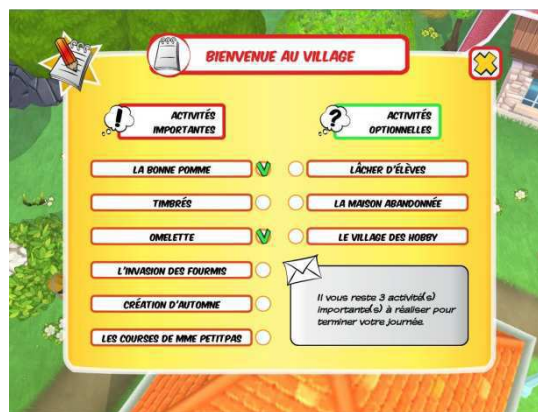 BIENVENUE AU VILLAGE
ACTIVITÉS
IMPORTANTES
LA BONNE POMME
TIMBRÉS
OMELETTE
L'INVASION DES FOURMIS
CRÉATION D'AUTOMNE
LES COURSES DE MME PETITPAS
ACTIVITÉS
OPTIONNELLES
LÂCHER D'ÉLÈVES
LA MAISON ABANDONNÉE
LE VILLAGE DES HOBBY
Il vous reste 3 activité(s)
importante(s) à réaliser pour
terminer votre journée.